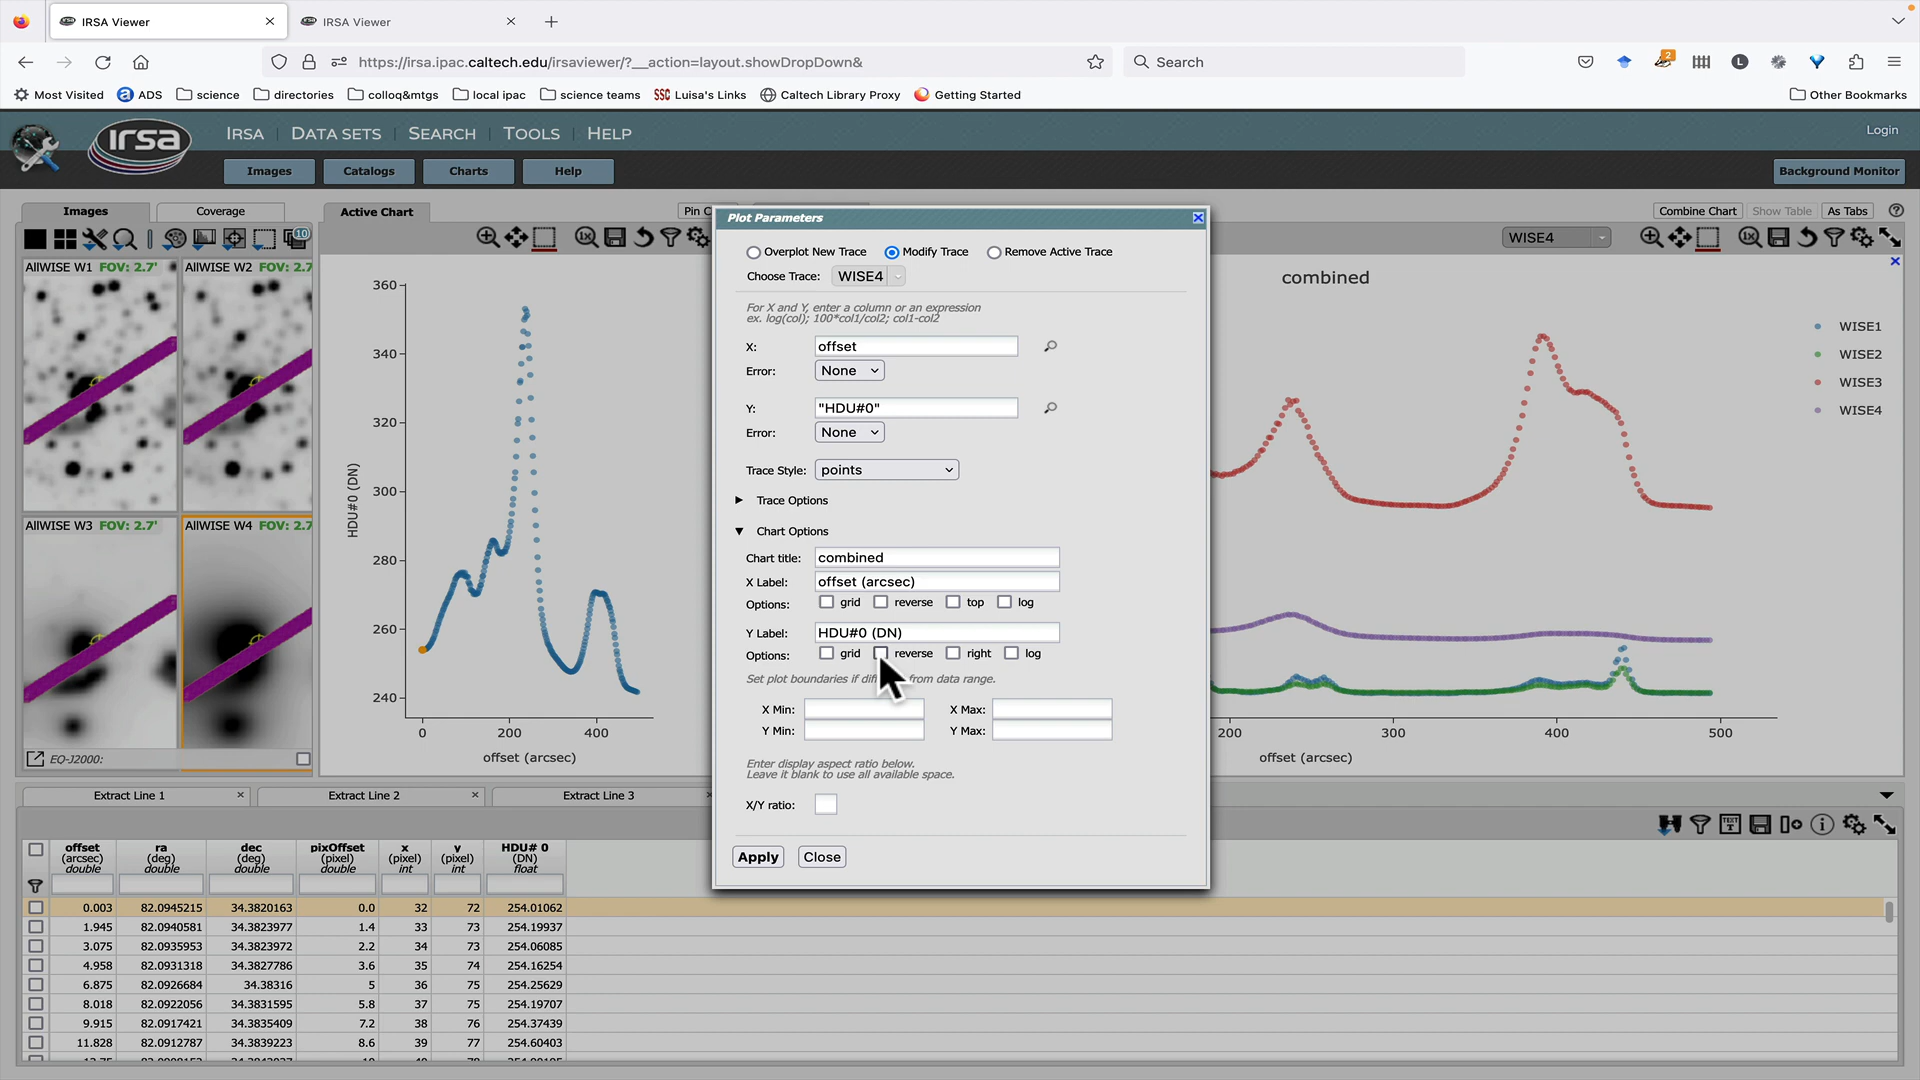 IRSA Viewer
IRSA Viewer
https://irsa.ipac.caltech.edu/irsaviewer/?__action=layout.showDropDown&
Search
2
L
Most Visited
ADS
science
directories
colloq&mtgs
local ipac
science teams
SSC Luisa's Links
Caltech Library Proxy
Getting Started
Other Bookmarks
irsa
IRSA
DATA SETS
SEARCH
TOOLS
HELP
Login
Images
Catalogs
Charts
Help
Background Monitor
Images
Coverage
Active Chart
Pin C
Combine Chart
Show Table
As Tabs
10
1x
WISE4
1x
AllWISE W1 FOV: 2.7'
AllWISE W2 FOV: 2.7'
AllWISE W3 FOV: 2.7'
AllWISE W4 FOV: 2.7
EQ-J2000:
360
340
320
300
280
260
240
HDU#0 (DN)
0
200
400
offset (arcsec)
Plot Parameters
Overplot New Trace
Modify Trace
Remove Active Trace
Choose Trace: WISE4
For X and Y, enter a column or an expression
ex. log(col); 100*col1/col2; col1-col2
X: offset
Error: None
Y: "HDU#0"
Error: None
Trace Style: points
Trace Options
Chart Options
Chart title: combined
X Label: offset (arcsec)
Options: grid reverse top log
Y Label: HDU#0 (DN)
Options: grid reverse right log
Set plot boundaries if from data range.
X Min: X Max:
Y Min: Y Max:
Enter display aspect ratio below.
Leave it blank to use all available space.
X/Y ratio:
Apply
Close
combined
WISE1
WISE2
WISE3
WISE4
200
300
400
500
offset (arcsec)
Extract Line 1
Extract Line 2
Extract Line 3
TEXT
offset ra dec pixOffset x y HDU# 0
(arcsec) (deg) (deg) (pixel) (pixel) (pixel) (DN)
double double double double int int float
0.003 82.0945215 34.3820163 0.0 32 72 254.01062
1.945 82.0940581 34.3823977 1.4 33 73 254.19937
3.075 82.0935953 34.3823972 2.2 34 73 254.06085
4.958 82.0931318 34.3827786 3.6 35 74 254.16254
6.875 82.0926684 34.38316 5 36 75 254.25629
8.018 82.0922056 34.3831595 5.8 37 75 254.19707
9.915 82.0917421 34.3835409 7.2 38 76 254.37439
11.828 82.0912787 34.3839223 8.6 39 77 254.60403